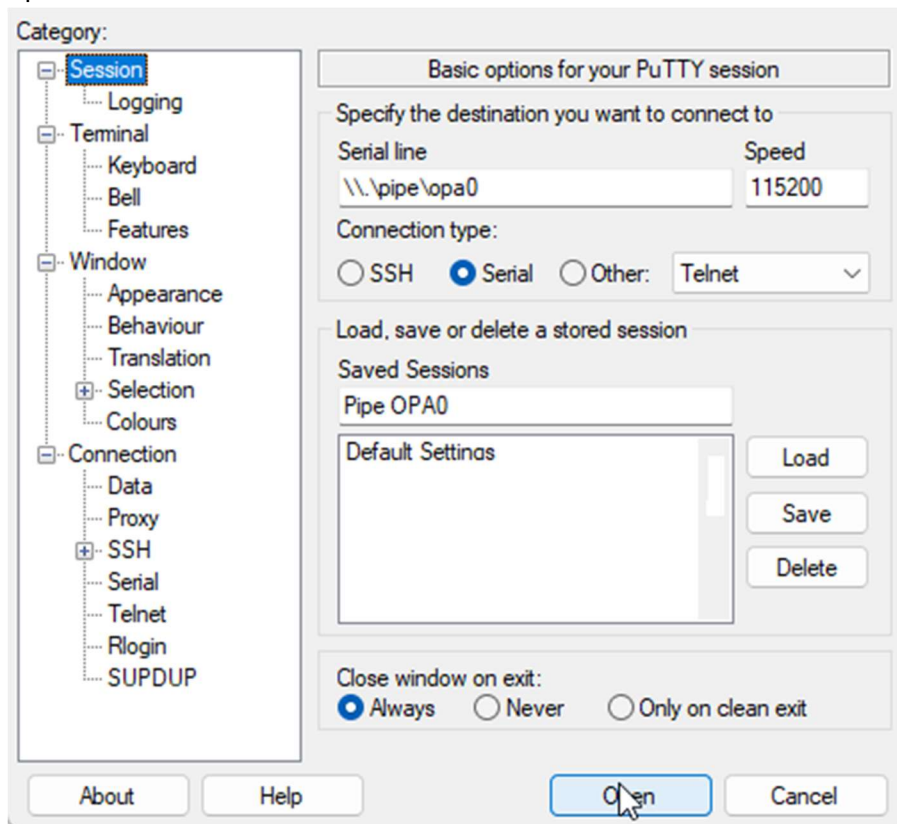 Category:
Session
Logging
Terminal
Keyboard
Bell
Features
Window
Appearance
Behaviour
Translation
Selection
Colours
Connection
Data
Proxy
SSH
Serial
Telnet
Rlogin
SUPDUP
Basic options for your PuTTY session
Specify the destination you want to connect to
Serial line Speed
\\.\pipe\opa0 115200
Connection type:
SSH Serial Other: Telnet
Load, save or delete a stored session
Saved Sessions
Pipe OPA0
Default Settings
Load
Save
Delete
Close window on exit:
Always Never Only on clean exit
About Help Open Cancel